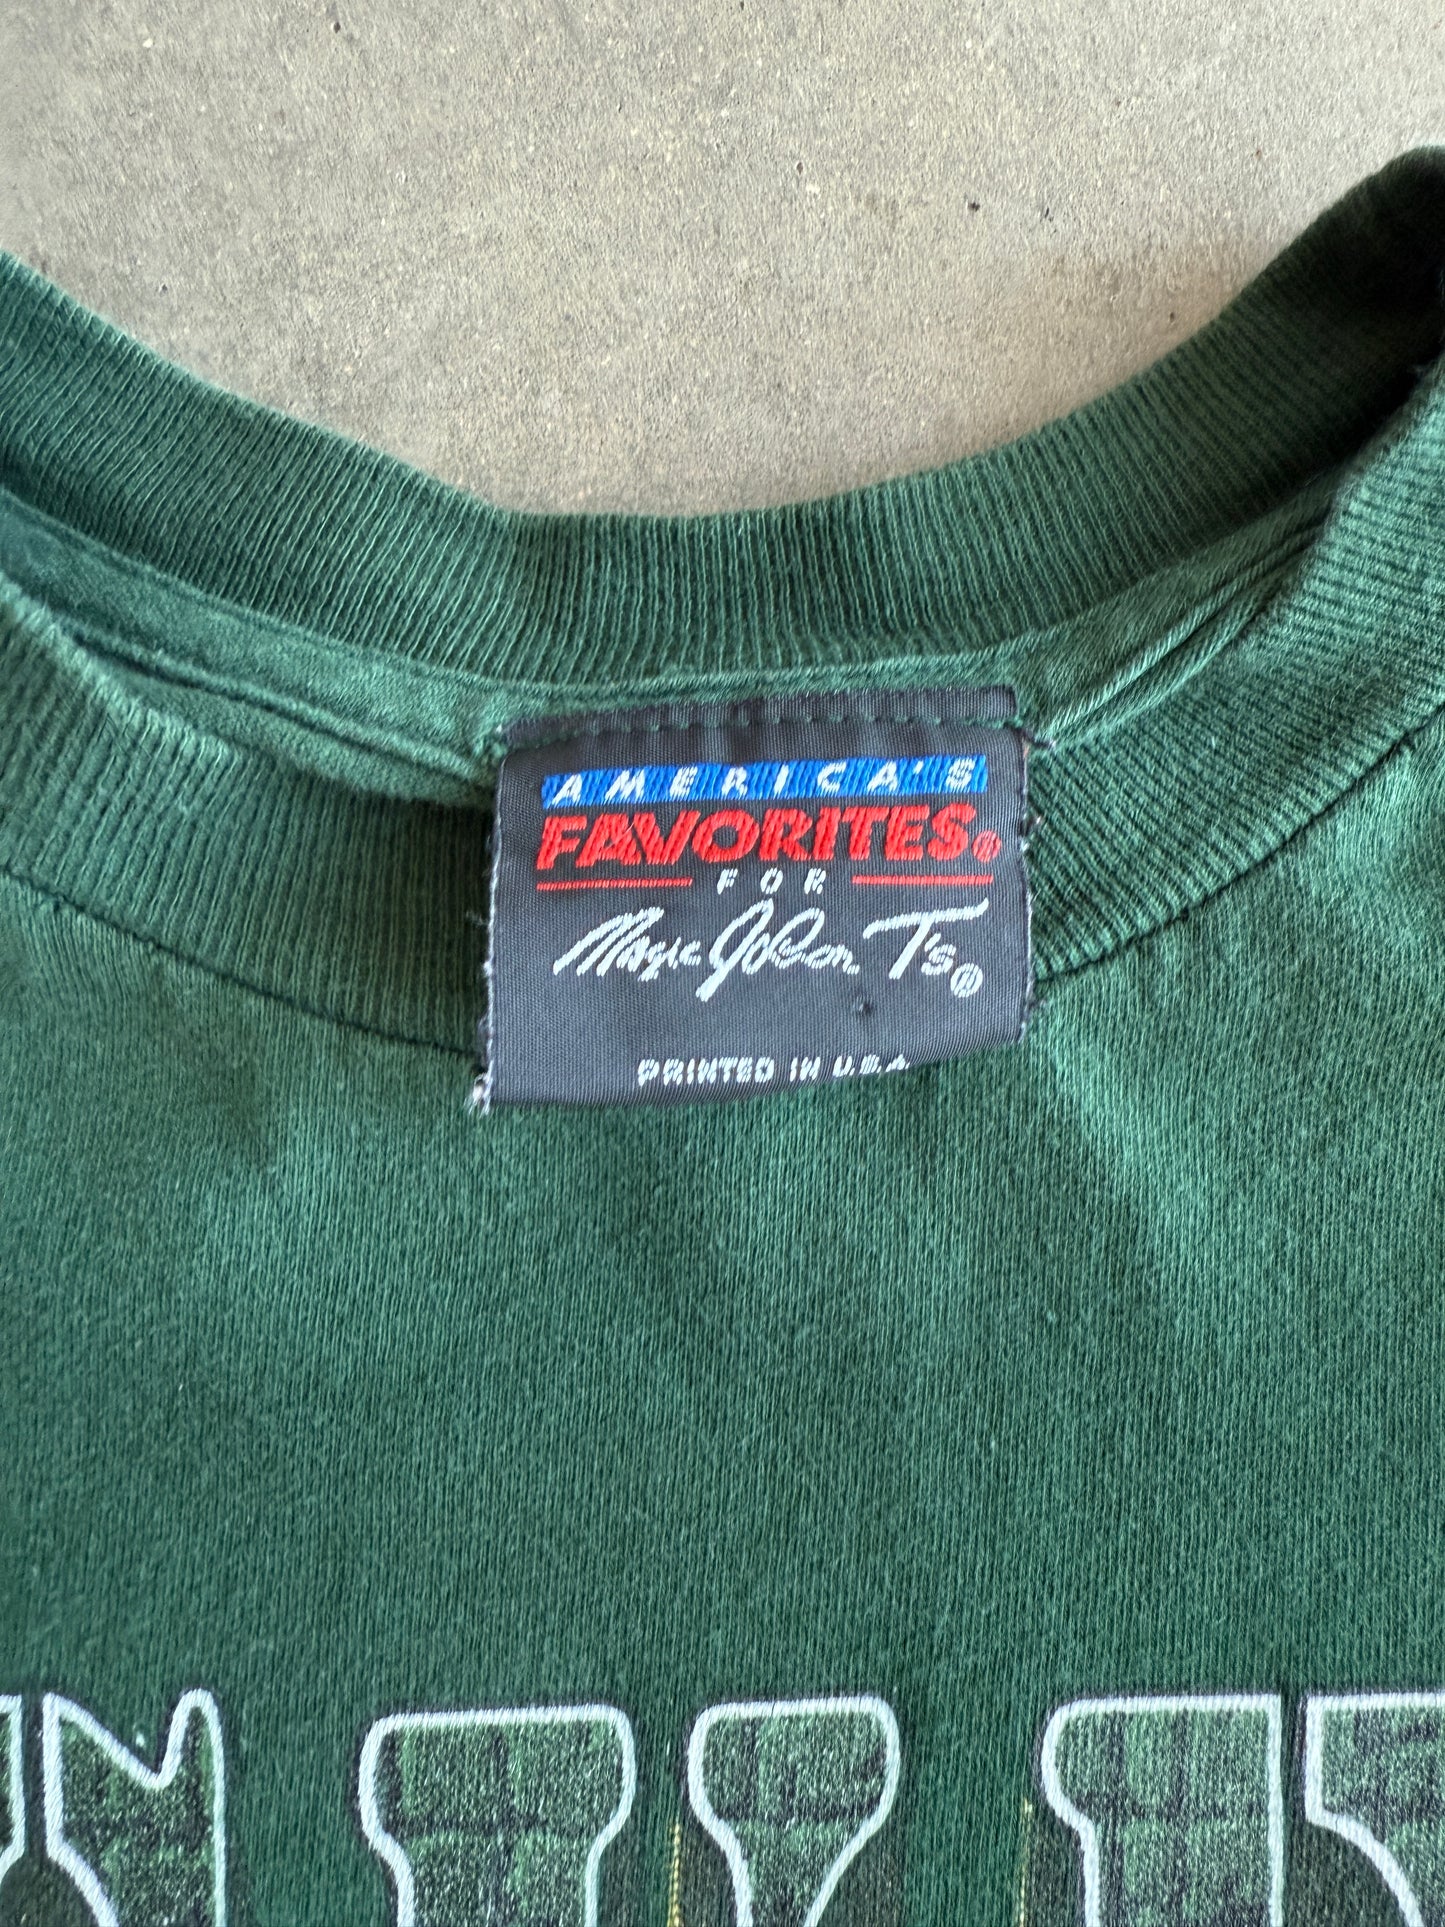 AMERICA'S
FAVORITES®
FOR
Magic Johnson T's®
PRINTED IN U.S.A.